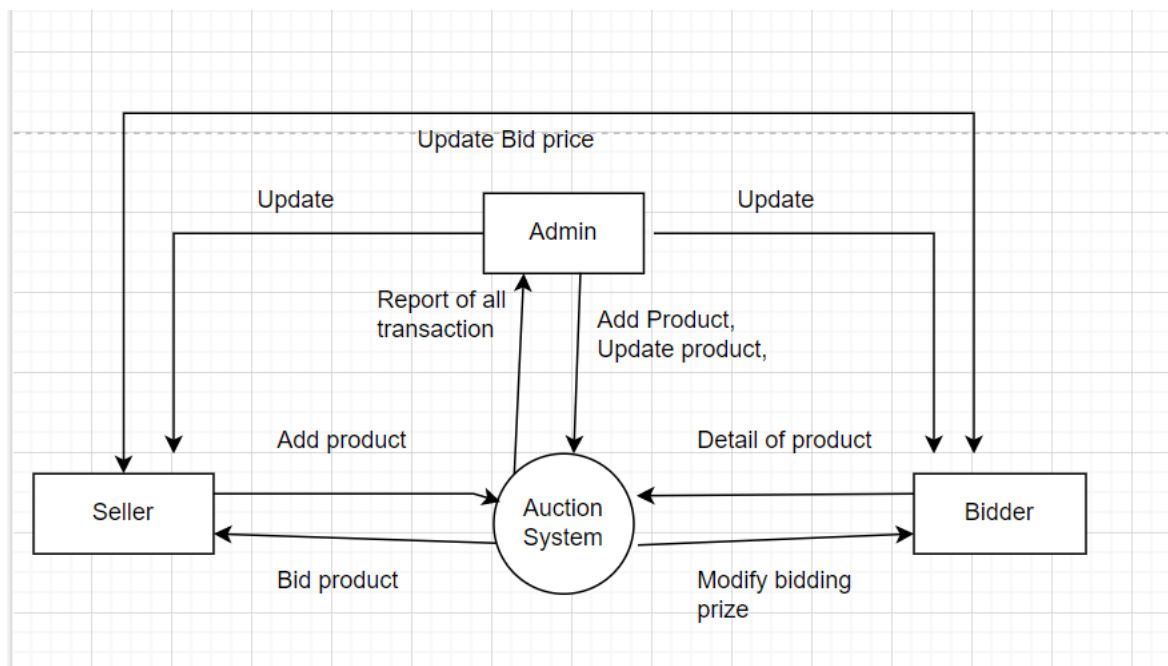 Update Bid price
Update
Update
Admin
Report of all
transaction
Add Product,
Update product,
Add product
Detail of product
Seller
Auction
System
Bidder
Bid product
Modify bidding
prize